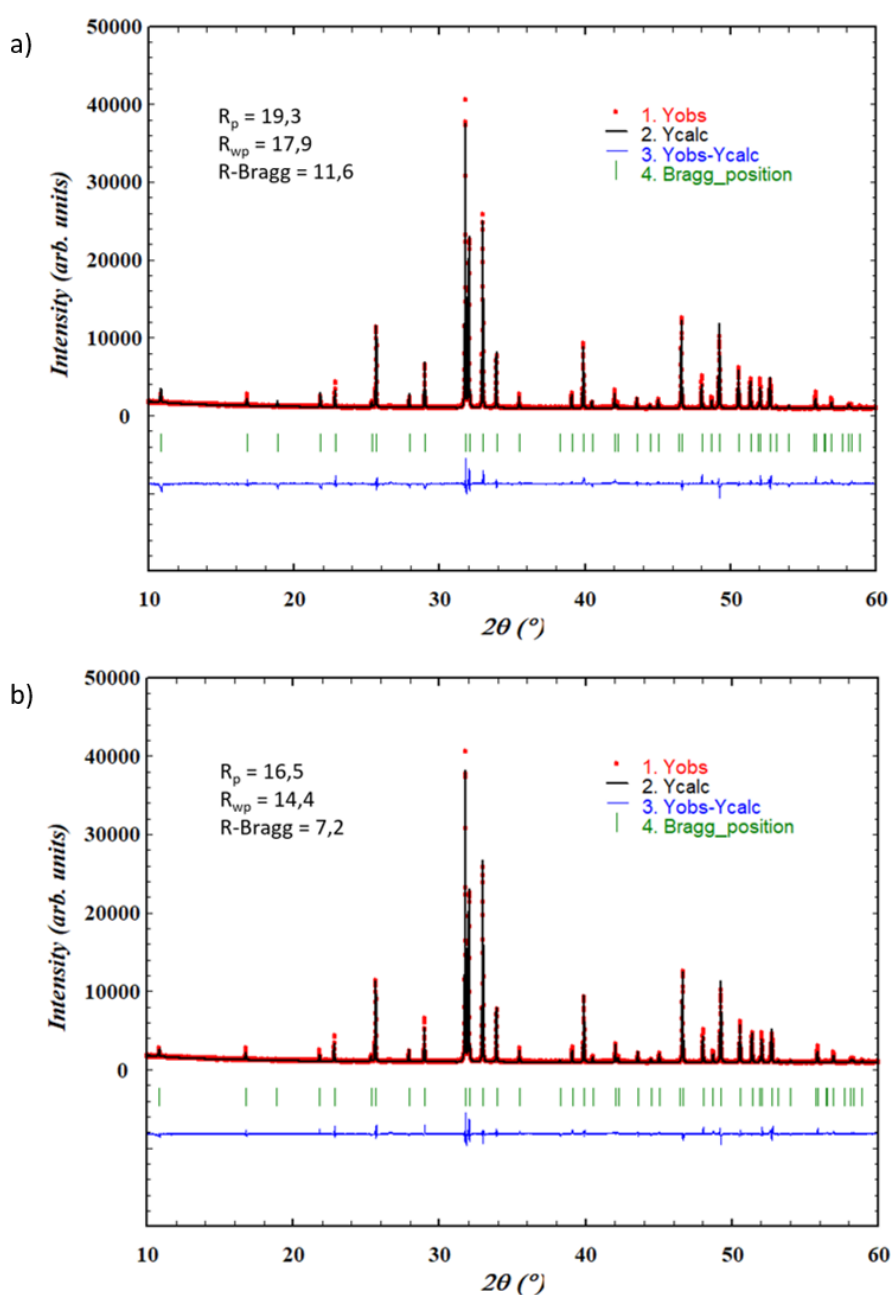 a)
50000
40000
30000
20000
10000
0
Intensity (arb. units)
R_p = 19,3
R_wp = 17,9
R-Bragg = 11,6
1. Yobs
2. Ycalc
3. Yobs-Ycalc
4. Bragg_position
10 20 30 40 50 60
2θ (°)
b)
50000
40000
30000
20000
10000
0
Intensity (arb. units)
R_p = 16,5
R_wp = 14,4
R-Bragg = 7,2
1. Yobs
2. Ycalc
3. Yobs-Ycalc
4. Bragg_position
10 20 30 40 50 60
2θ (°)